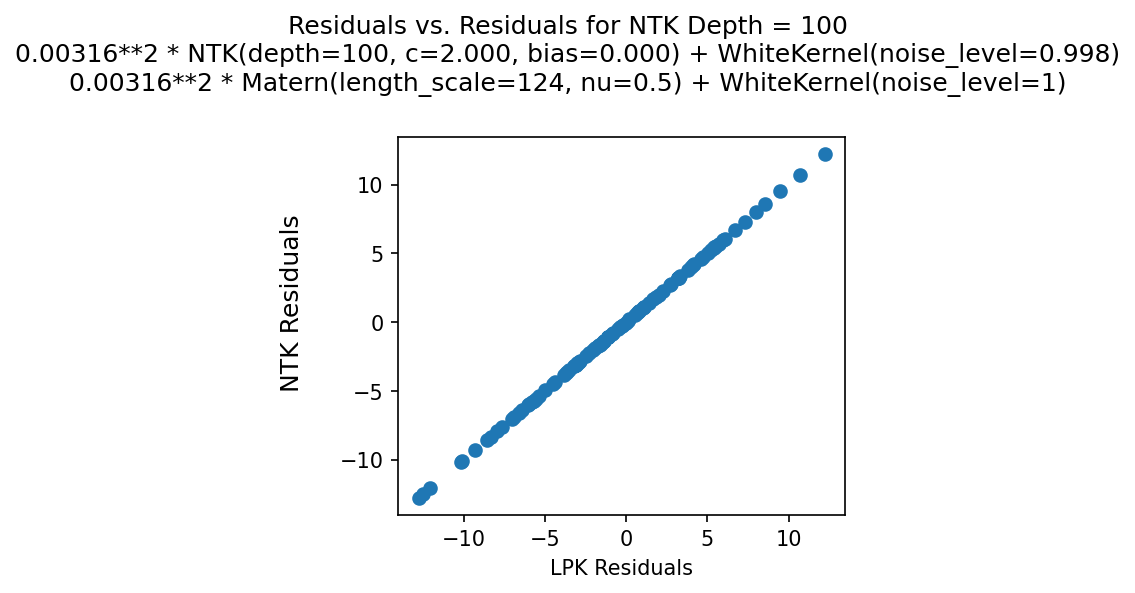 Residuals vs. Residuals for NTK Depth = 100
0.00316**2 * NTK(depth=100, c=2.000, bias=0.000) + WhiteKernel(noise_level=0.998)
0.00316**2 * Matern(length_scale=124, nu=0.5) + WhiteKernel(noise_level=1)
NTK Residuals
10
5
0
−5
−10
−10 −5 0 5 10
LPK Residuals